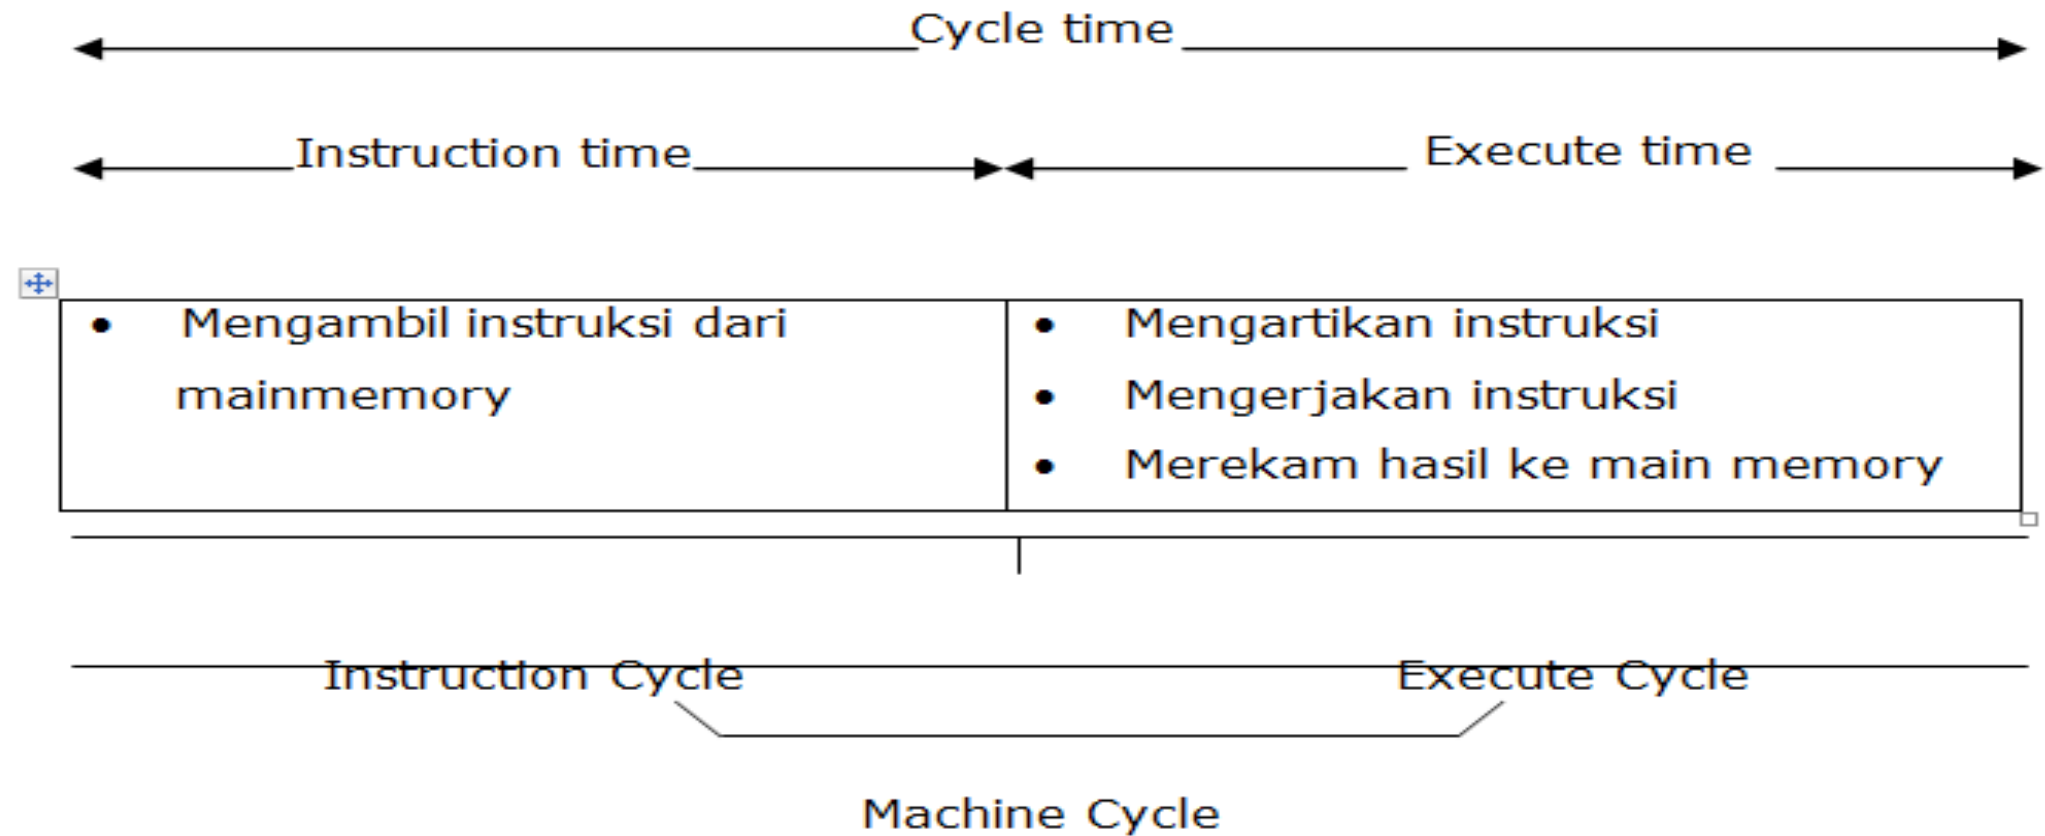 Cycle time
Instruction time Execute time
• Mengambil instruksi dari
mainmemory
• Mengartikan instruksi
• Mengerjakan instruksi
• Merekam hasil ke main memory
Instruction Cycle Execute Cycle
Machine Cycle